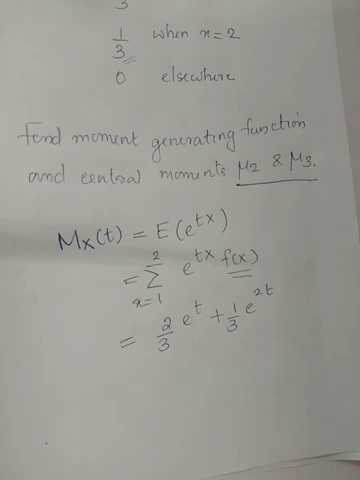 3
1/3 when x=2
0 elsewhere
Find moment generating function
and central moments μ2 & μ3.
Mx(t) = E(e^tx)
= Σ x=1 2 e^tx f(x)
= 2/3 e^t + 1/3 e^2t